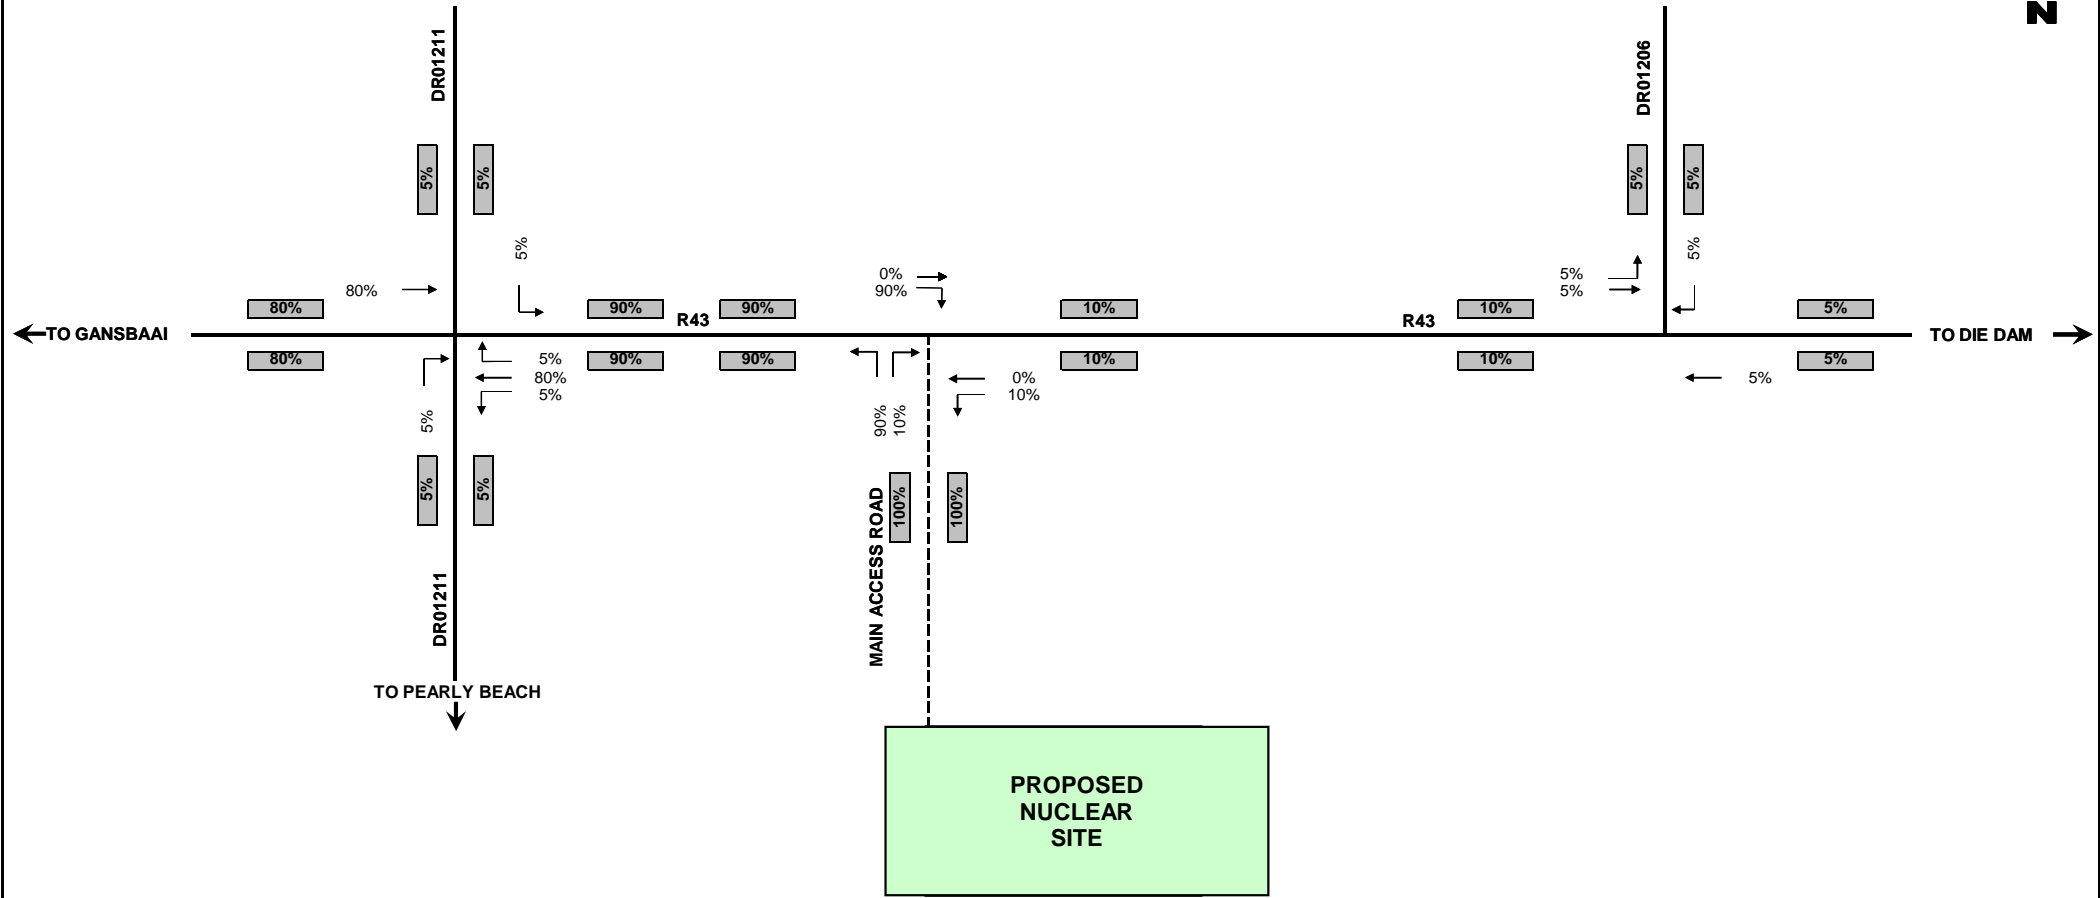 N
DR01211
DR01206
5%
5%
5%
5%
5%
5%
80%
80%
90%
90%
R43
0%
90%
10%
R43
10%
5%
5%
5%
TO GANSBAAI
TO DIE DAM
80%
90%
90%
10%
10%
5%
5%
80%
5%
5%
90%
10%
0%
10%
5%
5%
5%
100%
100%
MAIN ACCESS ROAD
DR01211
TO PEARLY BEACH
PROPOSED
NUCLEAR
SITE